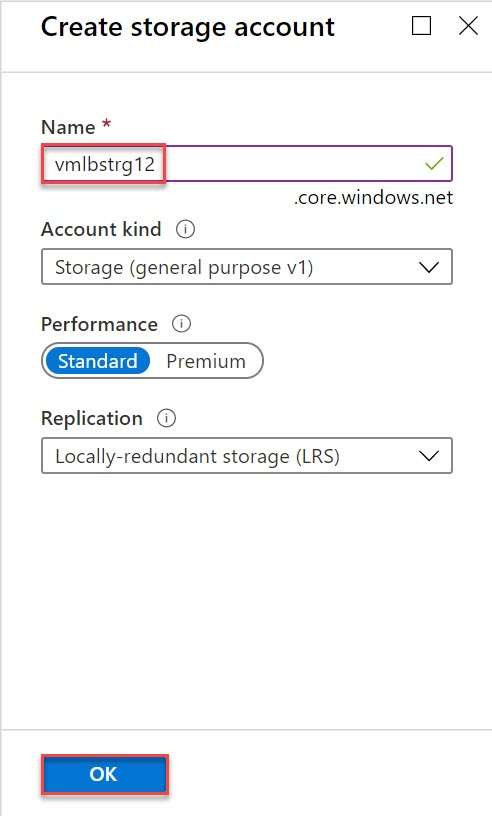 Create storage account
Name *
vmlbstrg12
.core.windows.net
Account kind
Storage (general purpose v1)
Performance
Standard Premium
Replication
Locally-redundant storage (LRS)
OK